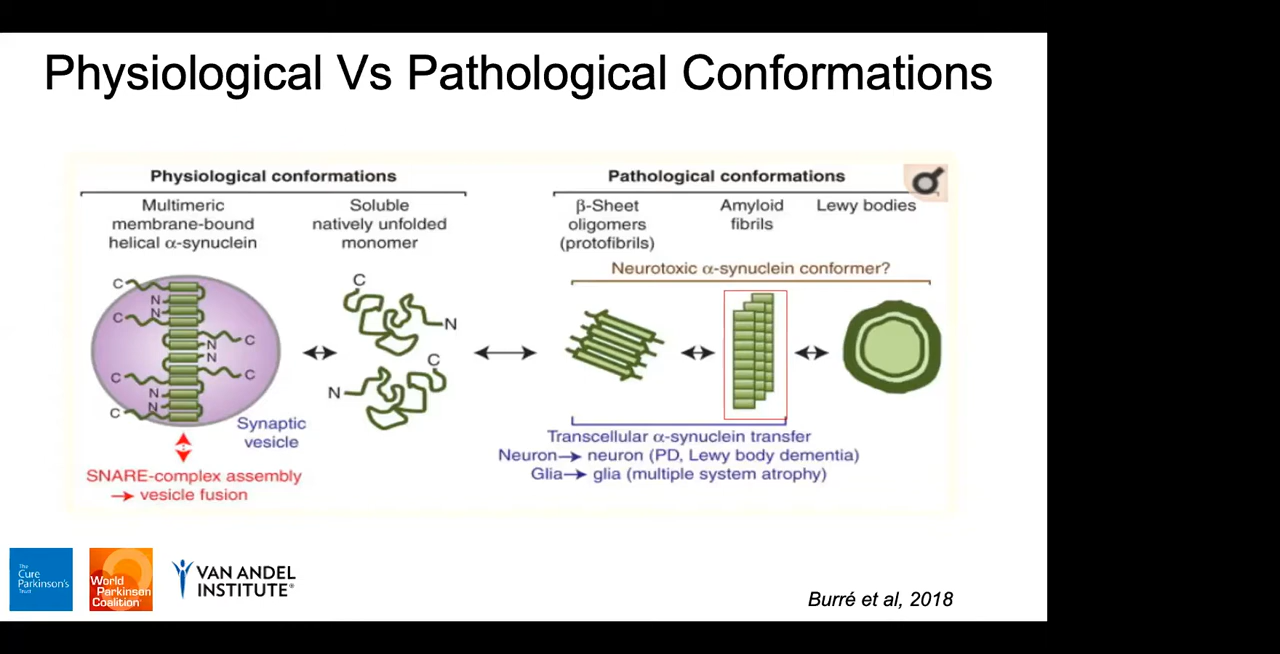 Physiological Vs Pathological Conformations
Physiological conformations
Multimeric
membrane-bound
helical α-synuclein
Soluble
natively unfolded
monomer
C
N
C
N
C
N
N
C
C
N
C
N
Synaptic
vesicle
SNARE-complex assembly
→ vesicle fusion
C
N
C
N
Pathological conformations
β-Sheet
oligomers
(protofibrils)
Amyloid
fibrils
Lewy bodies
Neurotoxic α-synuclein conformer?
Transcellular α-synuclein transfer
Neuron→ neuron (PD, Lewy body dementia)
Glia→ glia (multiple system atrophy)
The
Cure
Parkinson's
Trust
World
Parkinson
Coalition
VAN ANDEL
INSTITUTE®
Burré et al, 2018